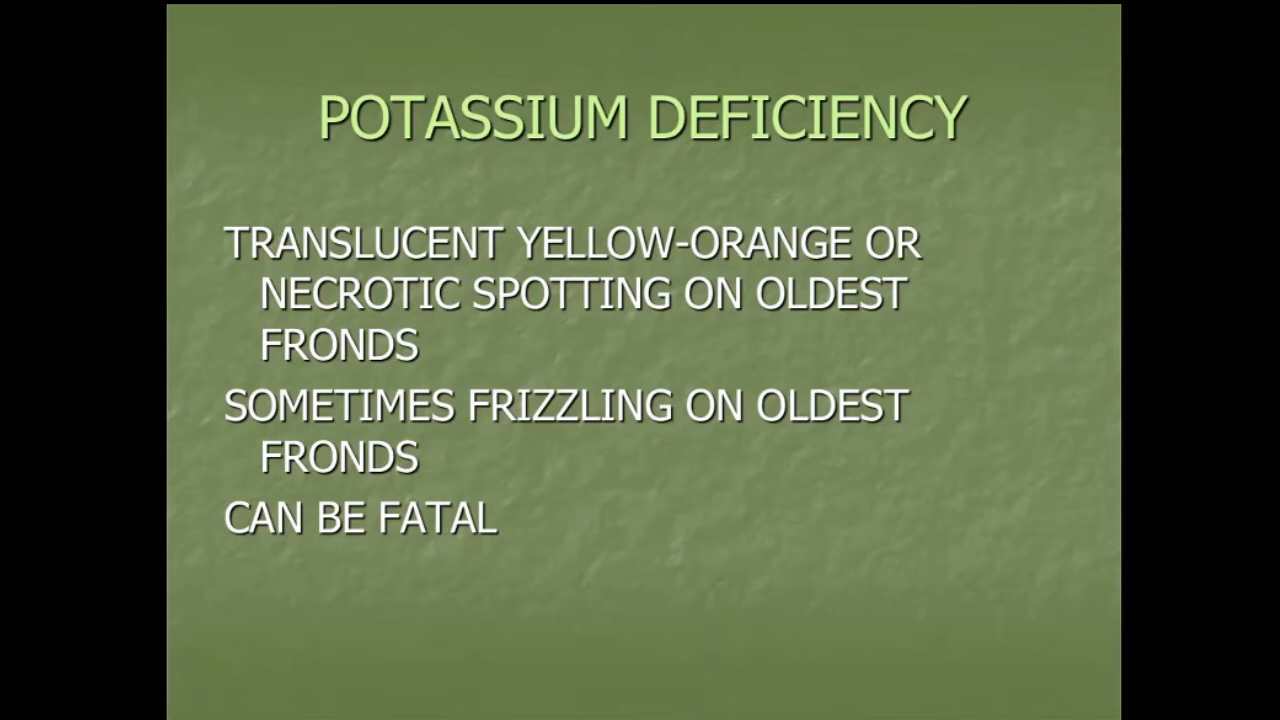 POTASSIUM DEFICIENCY
TRANSLUCENT YELLOW-ORANGE OR
NECROTIC SPOTTING ON OLDEST
FRONDS
SOMETIMES FRIZZLING ON OLDEST
FRONDS
CAN BE FATAL